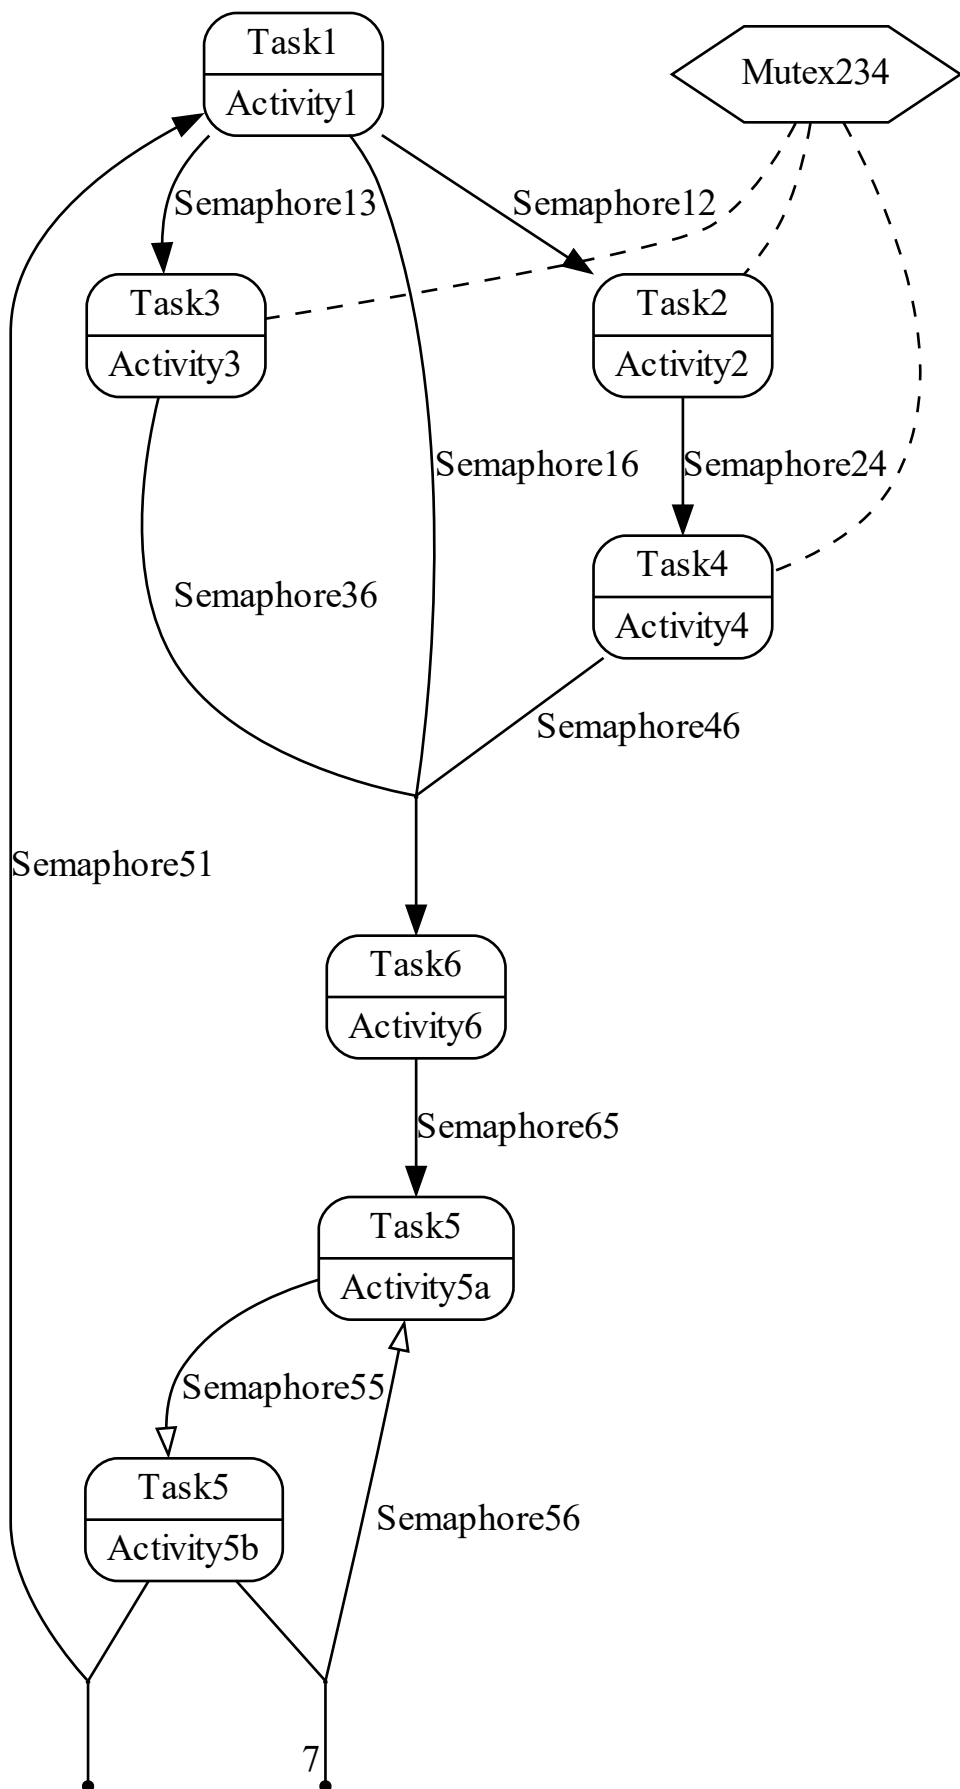 Task1
Mutex234
Activity1
Semaphore13
Semaphore12
Task3
Task2
Activity3
Activity2
Semaphore16
Semaphore24
Task4
Semaphore36
Activity4
Semaphore46
Semaphore51
Task6
Activity6
Semaphore65
Task5
Activity5a
Semaphore55
Task5
Semaphore56
Activity5b
7